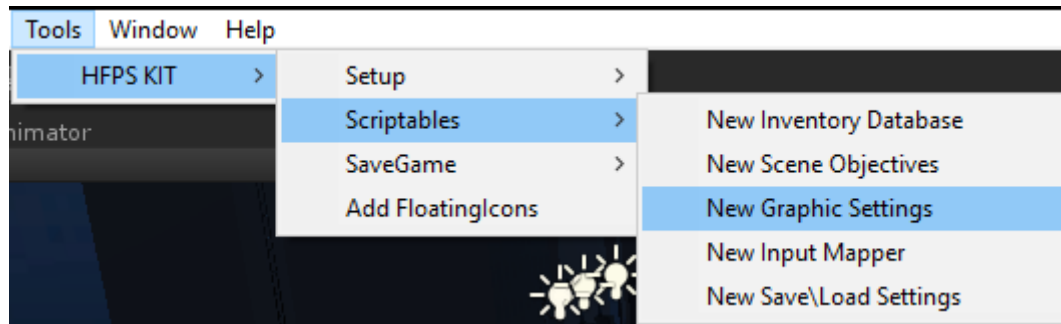 Tools Window Help
HFPS KIT >
Setup >
Scriptables >
SaveGame >
Add FloatingIcons
New Inventory Database
New Scene Objectives
New Graphic Settings
New Input Mapper
New Save\Load Settings
nimator